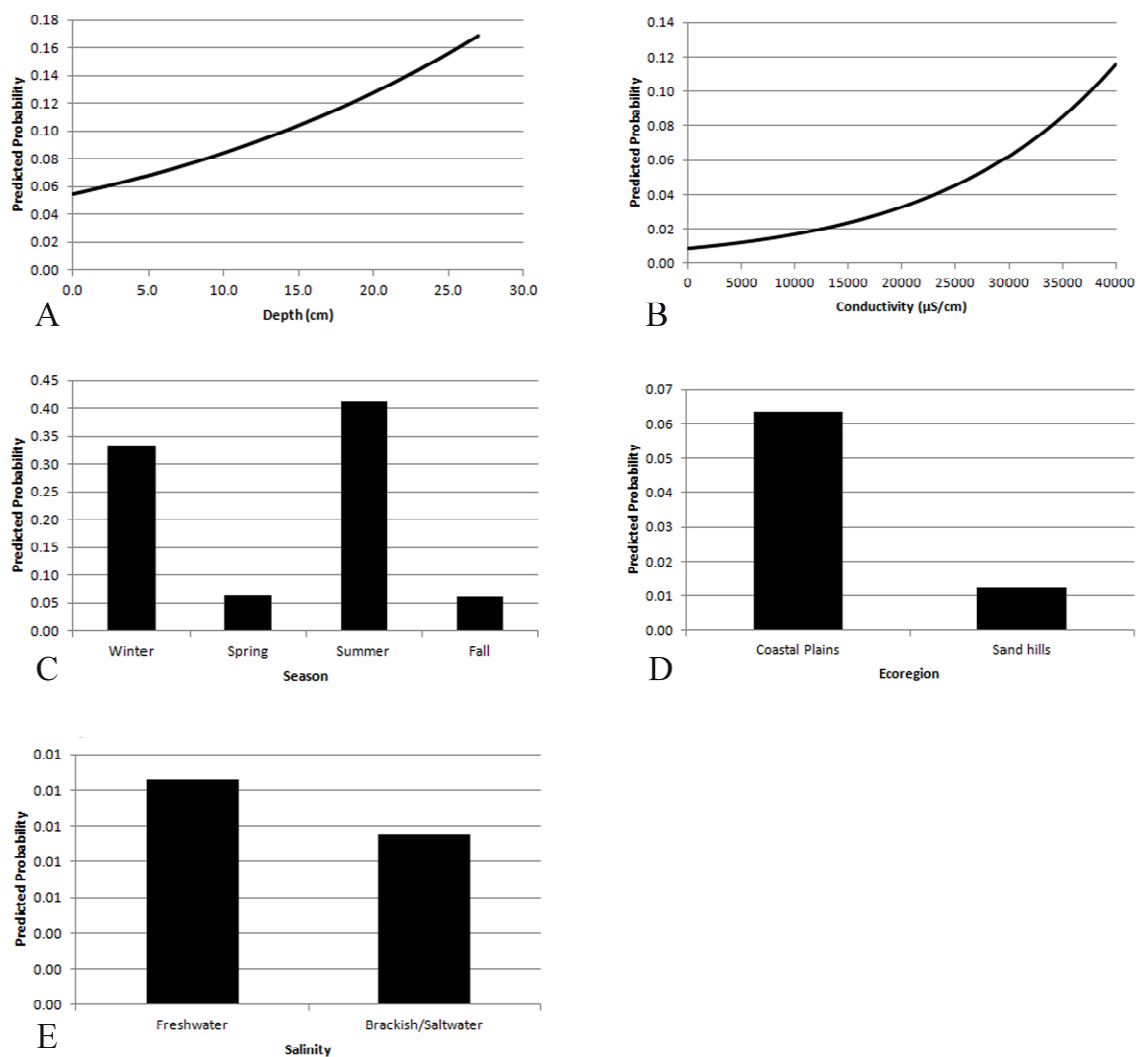 0.18
0.16
0.14
0.12
0.10
0.08
0.06
0.04
0.02
0.00
Predicted Probability
0.0 5.0 10.0 15.0 20.0 25.0 30.0
Depth (cm)
A
0.14
0.12
0.10
0.08
0.06
0.04
0.02
0.00
Predicted Probability
0 5000 10000 15000 20000 25000 30000 35000 40000
Conductivity (µS/cm)
B
0.45
0.40
0.35
0.30
0.25
0.20
0.15
0.10
0.05
0.00
Predicted Probability
Winter Spring Summer Fall
Season
C
0.07
0.06
0.05
0.04
0.03
0.02
0.01
0.00
Predicted Probability
Coastal Plains Sand hills
Ecoregion
D
0.01
0.01
0.01
0.01
0.01
0.00
0.00
0.00
Predicted Probability
Freshwater Brackish/Saltwater
Salinity
E